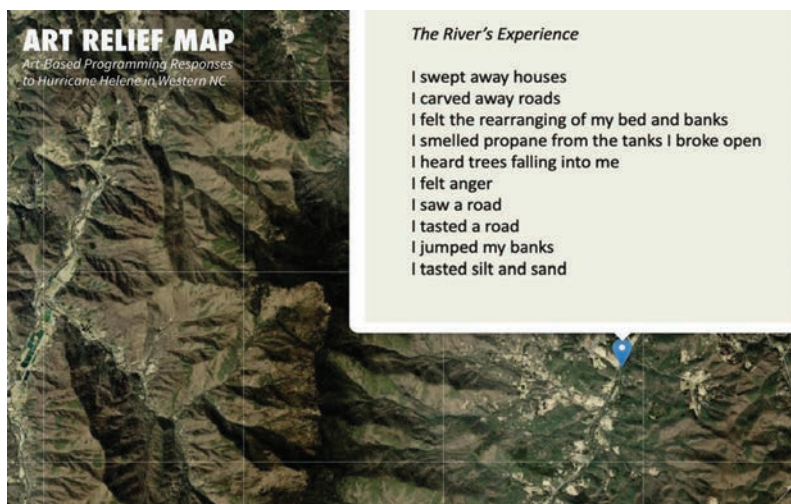 ART RELIEF MAP
Art-Based Programming Responses
to Hurricane Helene in Western NC
The River’s Experience
I swept away houses
I carved away roads
I felt the rearranging of my bed and banks
I smelled propane from the tanks I broke open
I heard trees falling into me
I felt anger
I saw a road
I tasted a road
I jumped my banks
I tasted silt and sand